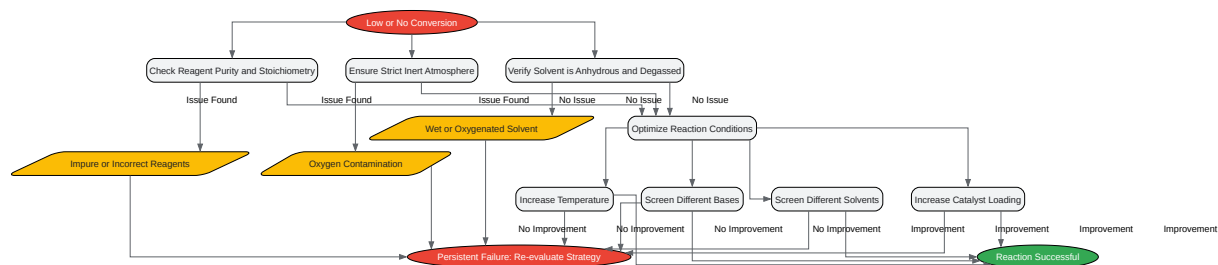 Low or No Conversion
Check Reagent Purity and Stoichiometry
Ensure Strict Inert Atmosphere
Verify Solvent is Anhydrous and Degassed
Issue Found
Issue Found
Issue Found
No Issue
No Issue
No Issue
Wet or Oxygenated Solvent
Optimize Reaction Conditions
Impure or Incorrect Reagents
Oxygen Contamination
Increase Temperature
Screen Different Bases
Screen Different Solvents
Increase Catalyst Loading
No Improvement
No Improvement
No Improvement
No Improvement
Improvement
Improvement
Improvement
Improvement
Persistent Failure: Re-evaluate Strategy
Reaction Successful